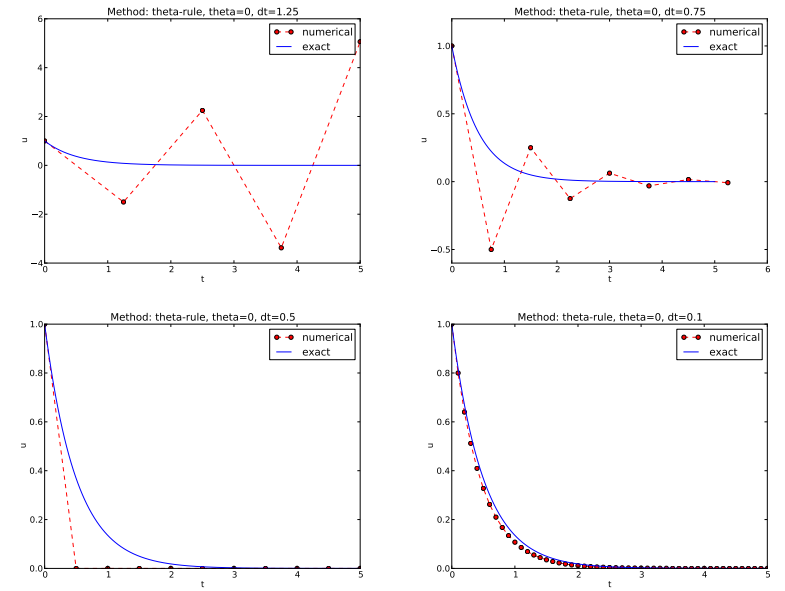 Method: theta-rule, theta=0, dt=1.25
6
4
2
0
−2
−4
u
0 1 2 3 4 5
t
numerical
exact
Method: theta-rule, theta=0, dt=0.75
1.0
0.5
0.0
−0.5
u
0 1 2 3 4 5 6
t
numerical
exact
Method: theta-rule, theta=0, dt=0.5
1.0
0.8
0.6
0.4
0.2
0.0
u
0 1 2 3 4 5
t
numerical
exact
Method: theta-rule, theta=0, dt=0.1
1.0
0.8
0.6
0.4
0.2
0.0
u
0 1 2 3 4 5
t
numerical
exact